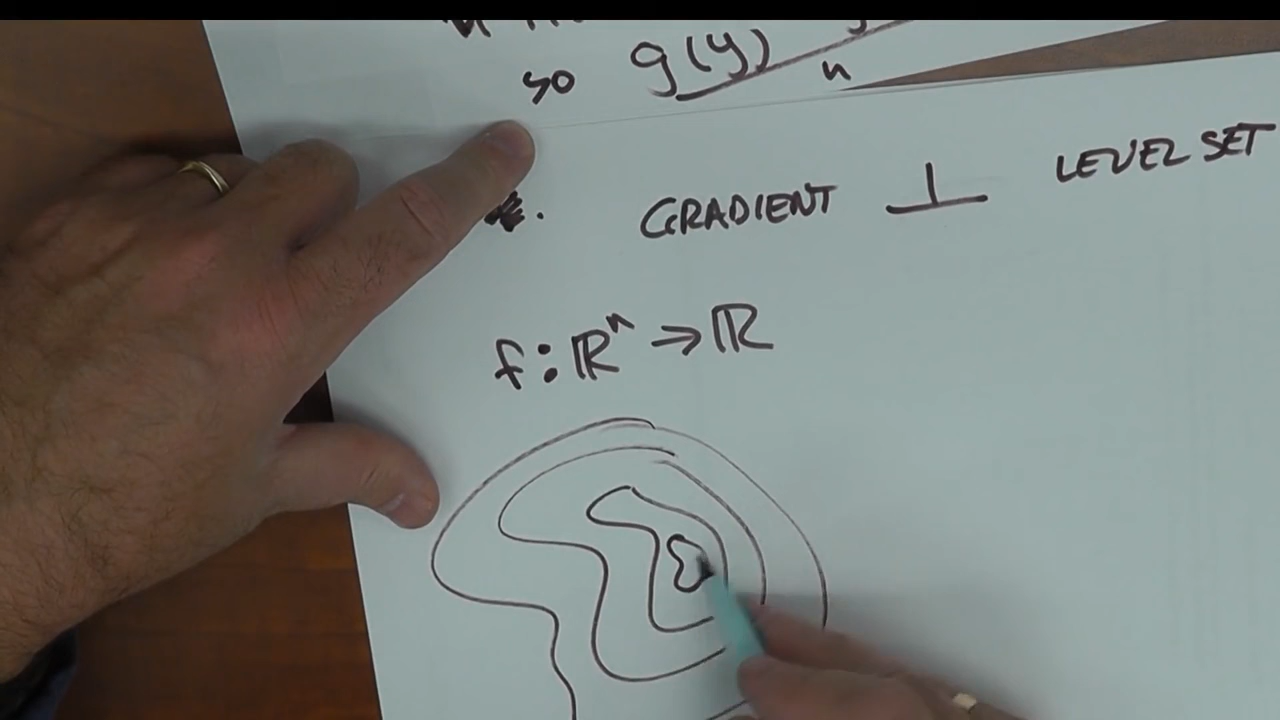 so g(y)
n
GRADIENT ⊥ LEVEL SET
f: ℝⁿ → ℝ